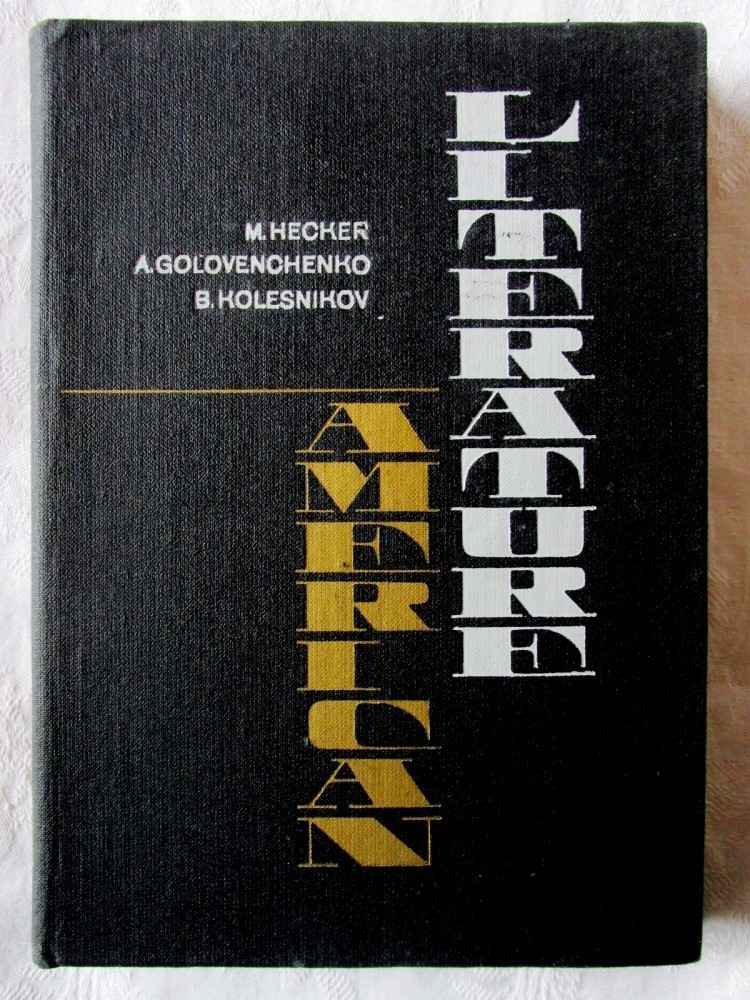 M. HECKER
A. GOLOVENCHENKO
B. KOLESNIKOV
AMERICAN
LITERATURE